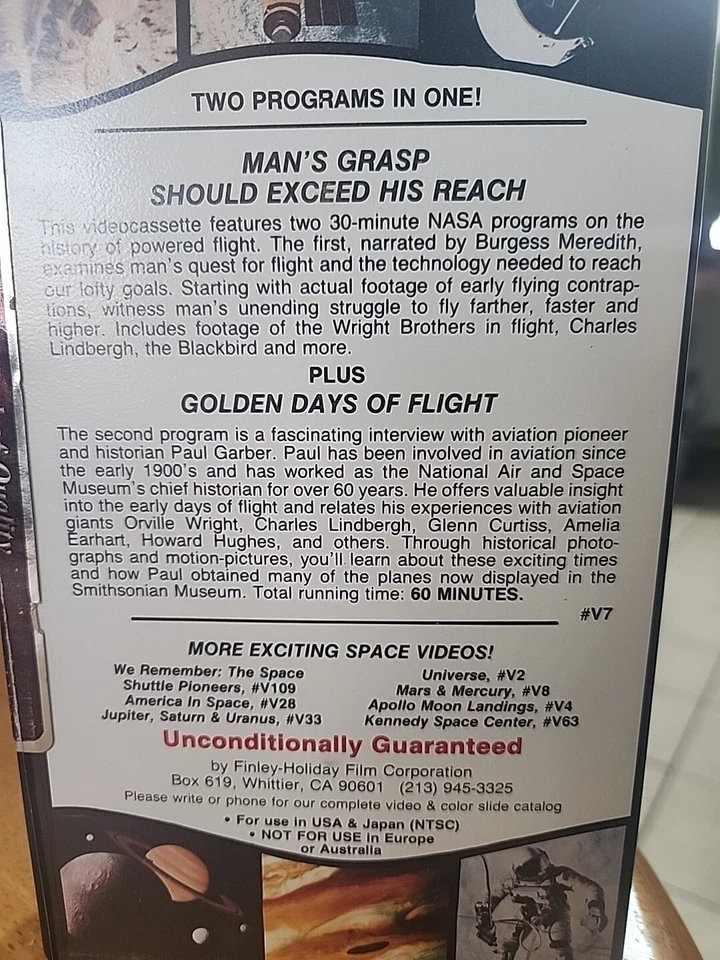 TWO PROGRAMS IN ONE!
MAN'S GRASP
SHOULD EXCEED HIS REACH
This videocassette features two 30-minute NASA programs on the
history of powered flight. The first, narrated by Burgess Meredith,
examines man's quest for flight and the technology needed to reach
our lofty goals. Starting with actual footage of early flying contrap-
tions, witness man's unending struggle to fly farther, faster and
higher. Includes footage of the Wright Brothers in flight, Charles
Lindbergh, the Blackbird and more.
PLUS
GOLDEN DAYS OF FLIGHT
The second program is a fascinating interview with aviation pioneer
and historian Paul Garber. Paul has been involved in aviation since
the early 1900's and has worked as the National Air and Space
Museum's chief historian for over 60 years. He offers valuable insight
into the early days of flight and relates his experiences with aviation
giants Orville Wright, Charles Lindbergh, Glenn Curtiss, Amelia
Earhart, Howard Hughes, and others. Through historical photo-
graphs and motion-pictures, you'll learn about these exciting times
and how Paul obtained many of the planes now displayed in the
Smithsonian Museum. Total running time: 60 MINUTES.
#V7
MORE EXCITING SPACE VIDEOS!
We Remember: The Space
Shuttle Pioneers, #V109
America In Space, #V28
Jupiter, Saturn & Uranus, #V33
Universe, #V2
Mars & Mercury, #V8
Apollo Moon Landings, #V4
Kennedy Space Center, #V63
Unconditionally Guaranteed
by Finley-Holiday Film Corporation
Box 619, Whittier, CA 90601 (213) 945-3325
Please write or phone for our complete video & color slide catalog
• For use in USA & Japan (NTSC)
• NOT FOR USE in Europe
or Australia